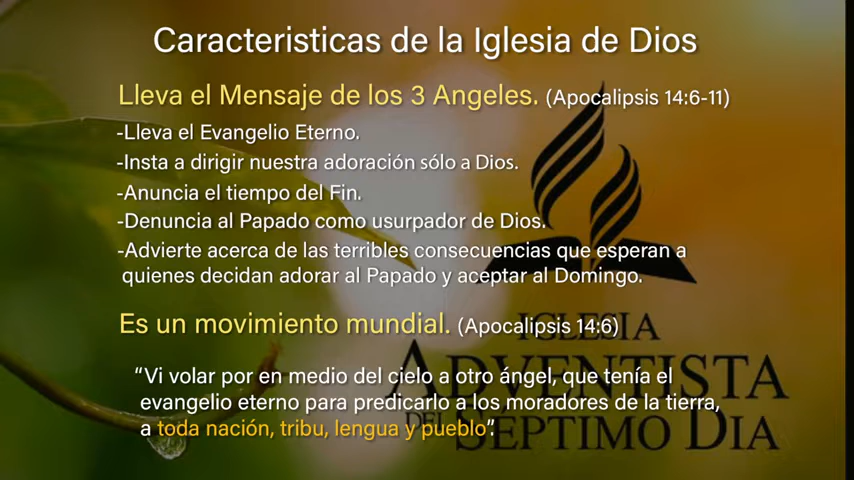 Caracteristicas de la Iglesia de Dios
Lleva el Mensaje de los 3 Angeles. (Apocalipsis 14:6-11)
-Lleva el Evangelio Eterno.
-Insta a dirigir nuestra adoración sólo a Dios.
-Anuncia el tiempo del Fin.
-Denuncia al Papado como usurpador de Dios.
-Advierte acerca de las terribles consecuencias que esperan a
quienes decidan adorar al Papado y aceptar al Domingo.
Es un movimiento mundial. (Apocalipsis 14:6)
IGLESIA
ADVENTISTA
DEL SÉPTIMO DIA
“Vi volar por en medio del cielo a otro ángel, que tenía el
evangelio eterno para predicarlo a los moradores de la tierra,
a toda nación, tribu, lengua y pueblo”.